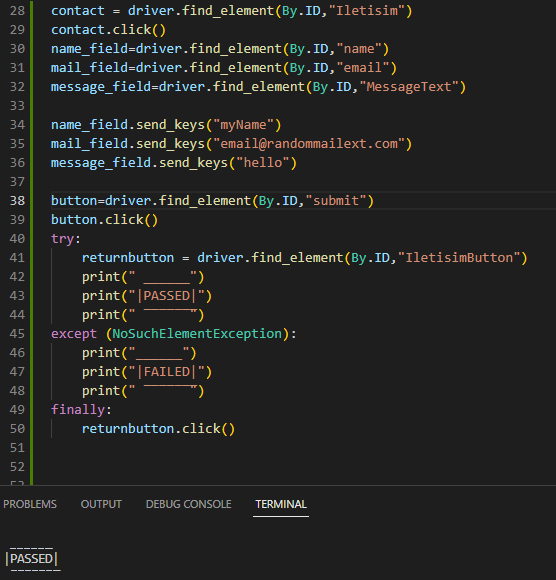 28 contact = driver.find_element(By.ID,"Iletisim")
29 contact.click()
30 name_field=driver.find_element(By.ID,"name")
31 mail_field=driver.find_element(By.ID,"email")
32 message_field=driver.find_element(By.ID,"MessageText")
33
34 name_field.send_keys("myName")
35 mail_field.send_keys("email@randommailext.com")
36 message_field.send_keys("hello")
37
38 button=driver.find_element(By.ID,"submit")
39 button.click()
40 try:
41     returnbutton = driver.find_element(By.ID,"IletisimButton")
42     print(" ______")
43     print("|PASSED|")
44     print(" ‾‾‾‾‾‾‾")
45 except (NoSuchElementException):
46     print("______")
47     print("|FAILED|")
48     print(" ‾‾‾‾‾‾‾")
49 finally:
50     returnbutton.click()
51
52
PROBLEMS OUTPUT DEBUG CONSOLE TERMINAL
 ______
|PASSED|
 ‾‾‾‾‾‾‾